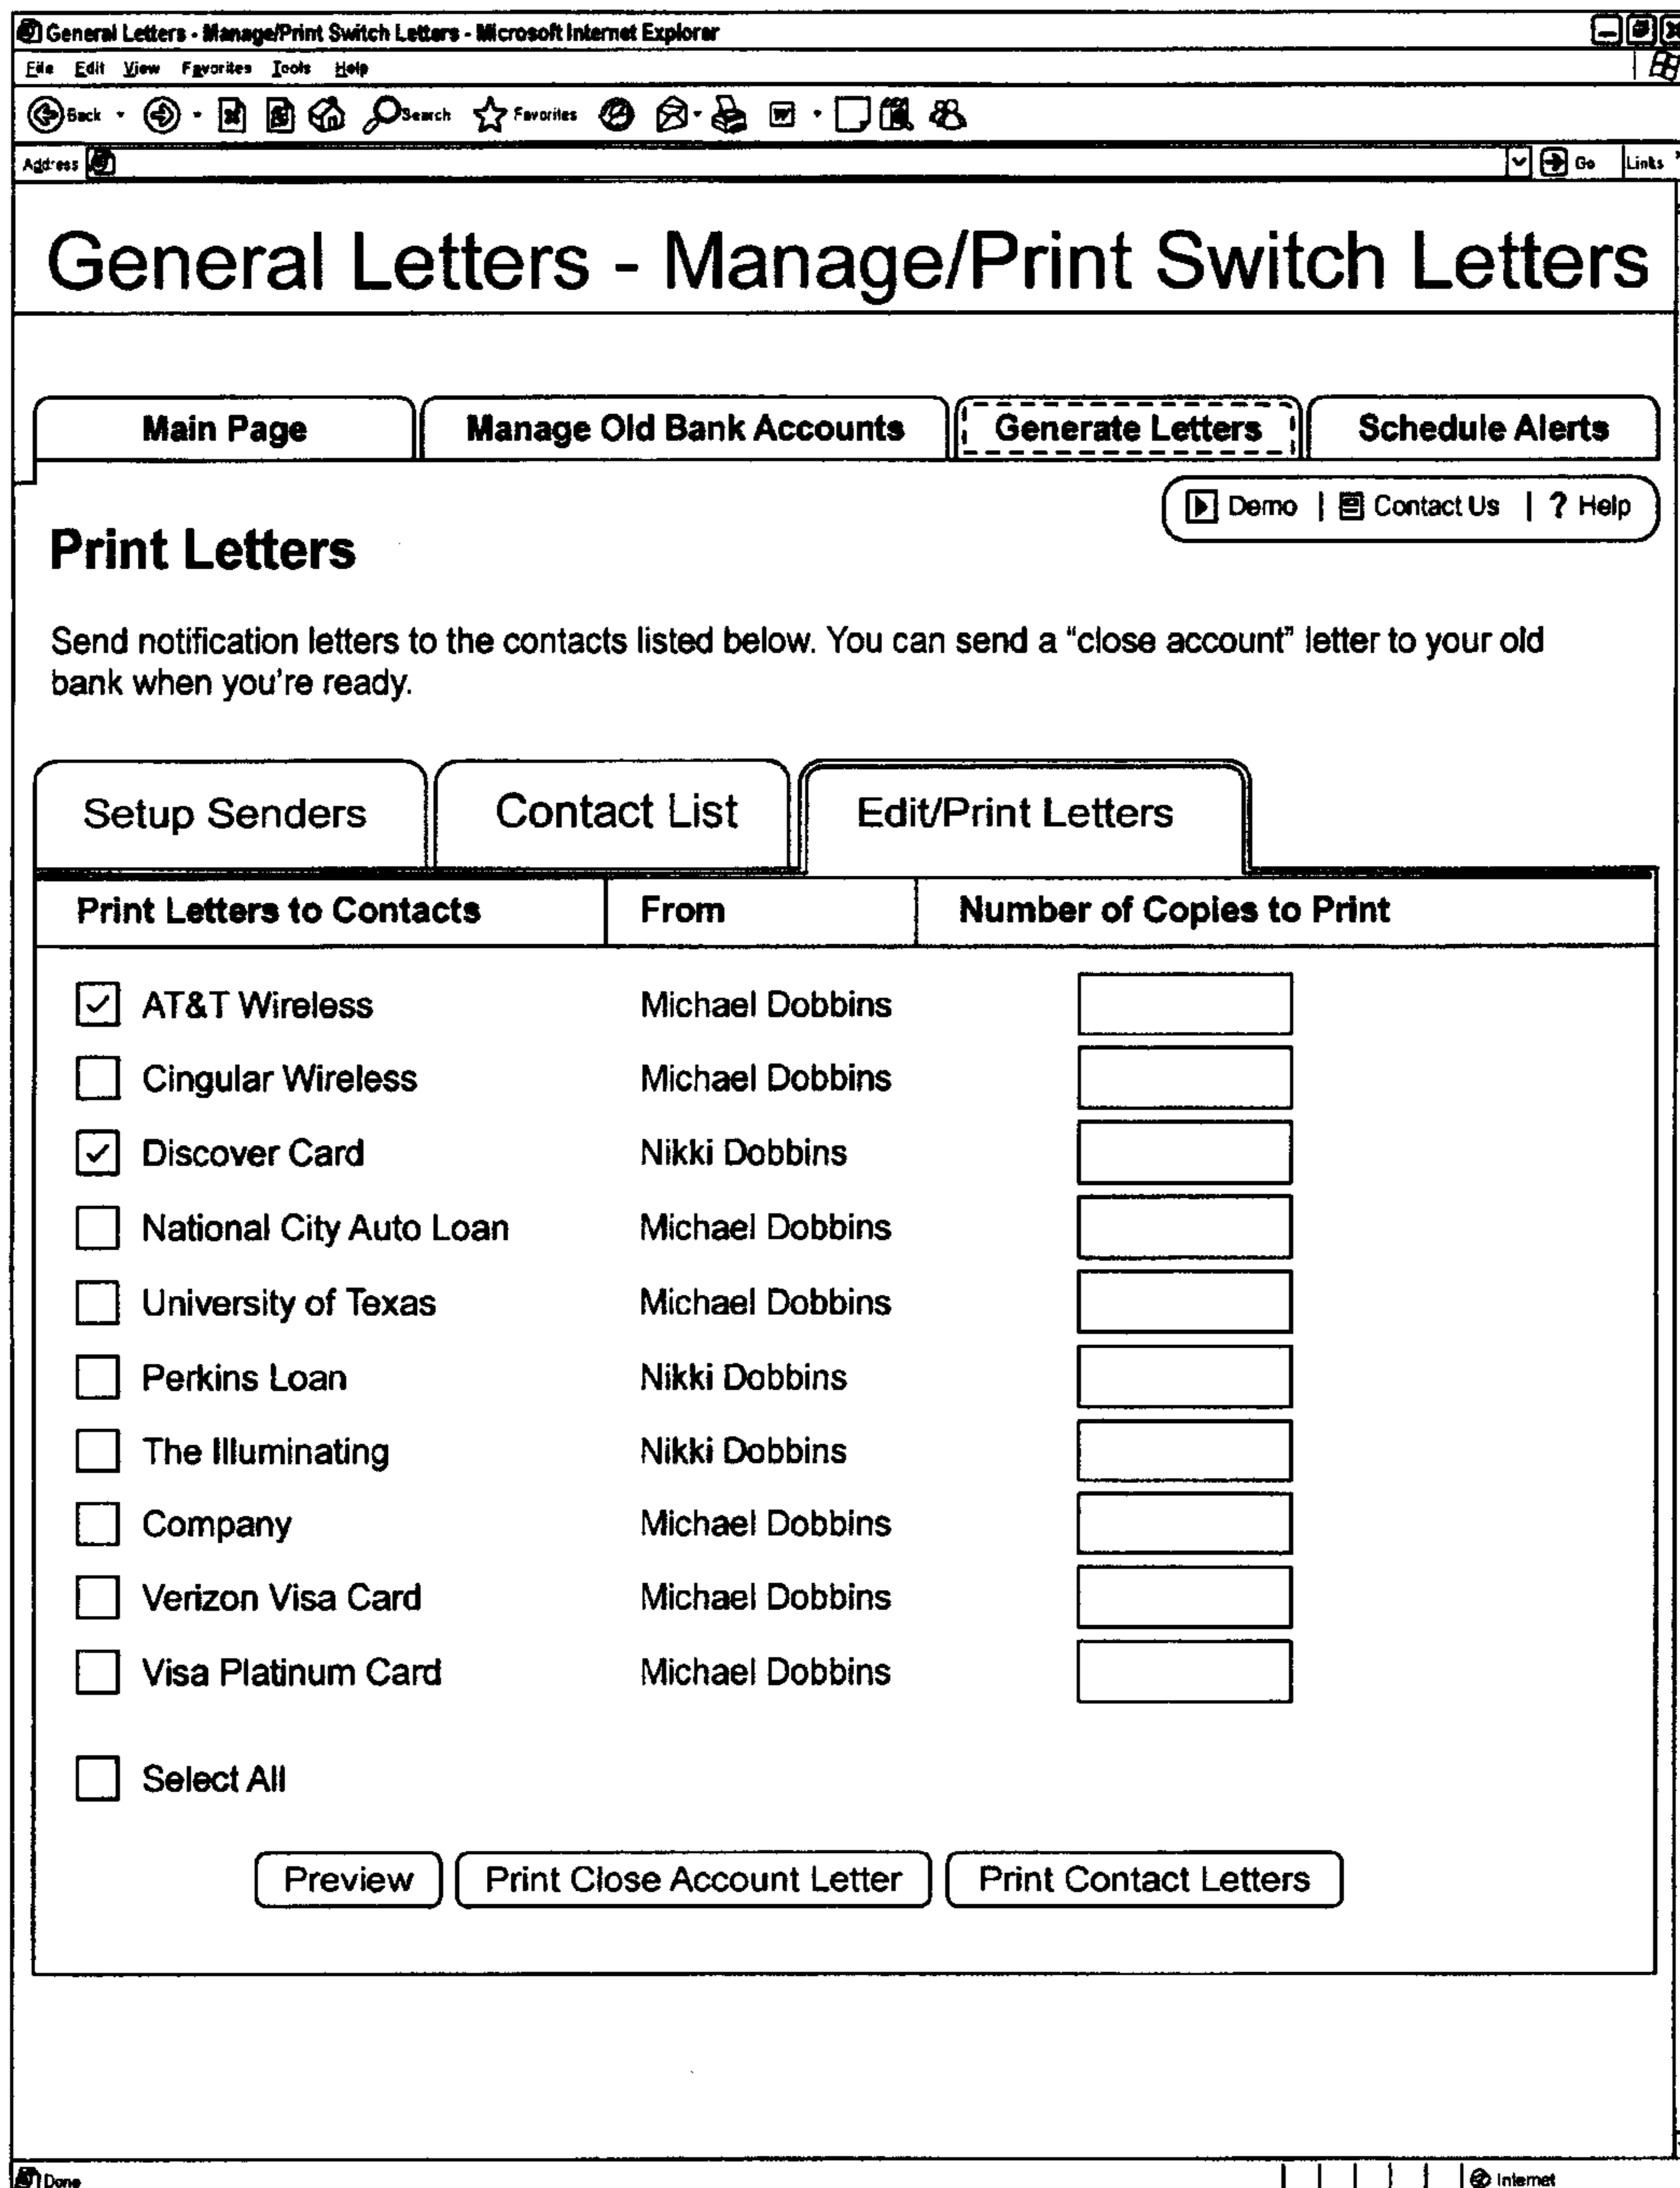 General Letters - Manage/Print Switch Letters - Microsoft Internet Explorer
File Edit View Favorites Tools Help
Back Search Favorites
Address Go Links
General Letters - Manage/Print Switch Letters
Main Page Manage Old Bank Accounts Generate Letters Schedule Alerts
Demo | Contact Us | ? Help
Print Letters
Send notification letters to the contacts listed below. You can send a “close account” letter to your old
bank when you're ready.
Setup Senders Contact List Edit/Print Letters
Print Letters to Contacts From Number of Copies to Print
AT&T Wireless Michael Dobbins
Cingular Wireless Michael Dobbins
Discover Card Nikki Dobbins
National City Auto Loan Michael Dobbins
University of Texas Michael Dobbins
Perkins Loan Nikki Dobbins
The Illuminating Nikki Dobbins
Company Michael Dobbins
Verizon Visa Card Michael Dobbins
Visa Platinum Card Michael Dobbins
Select All
Preview Print Close Account Letter Print Contact Letters
Done Internet